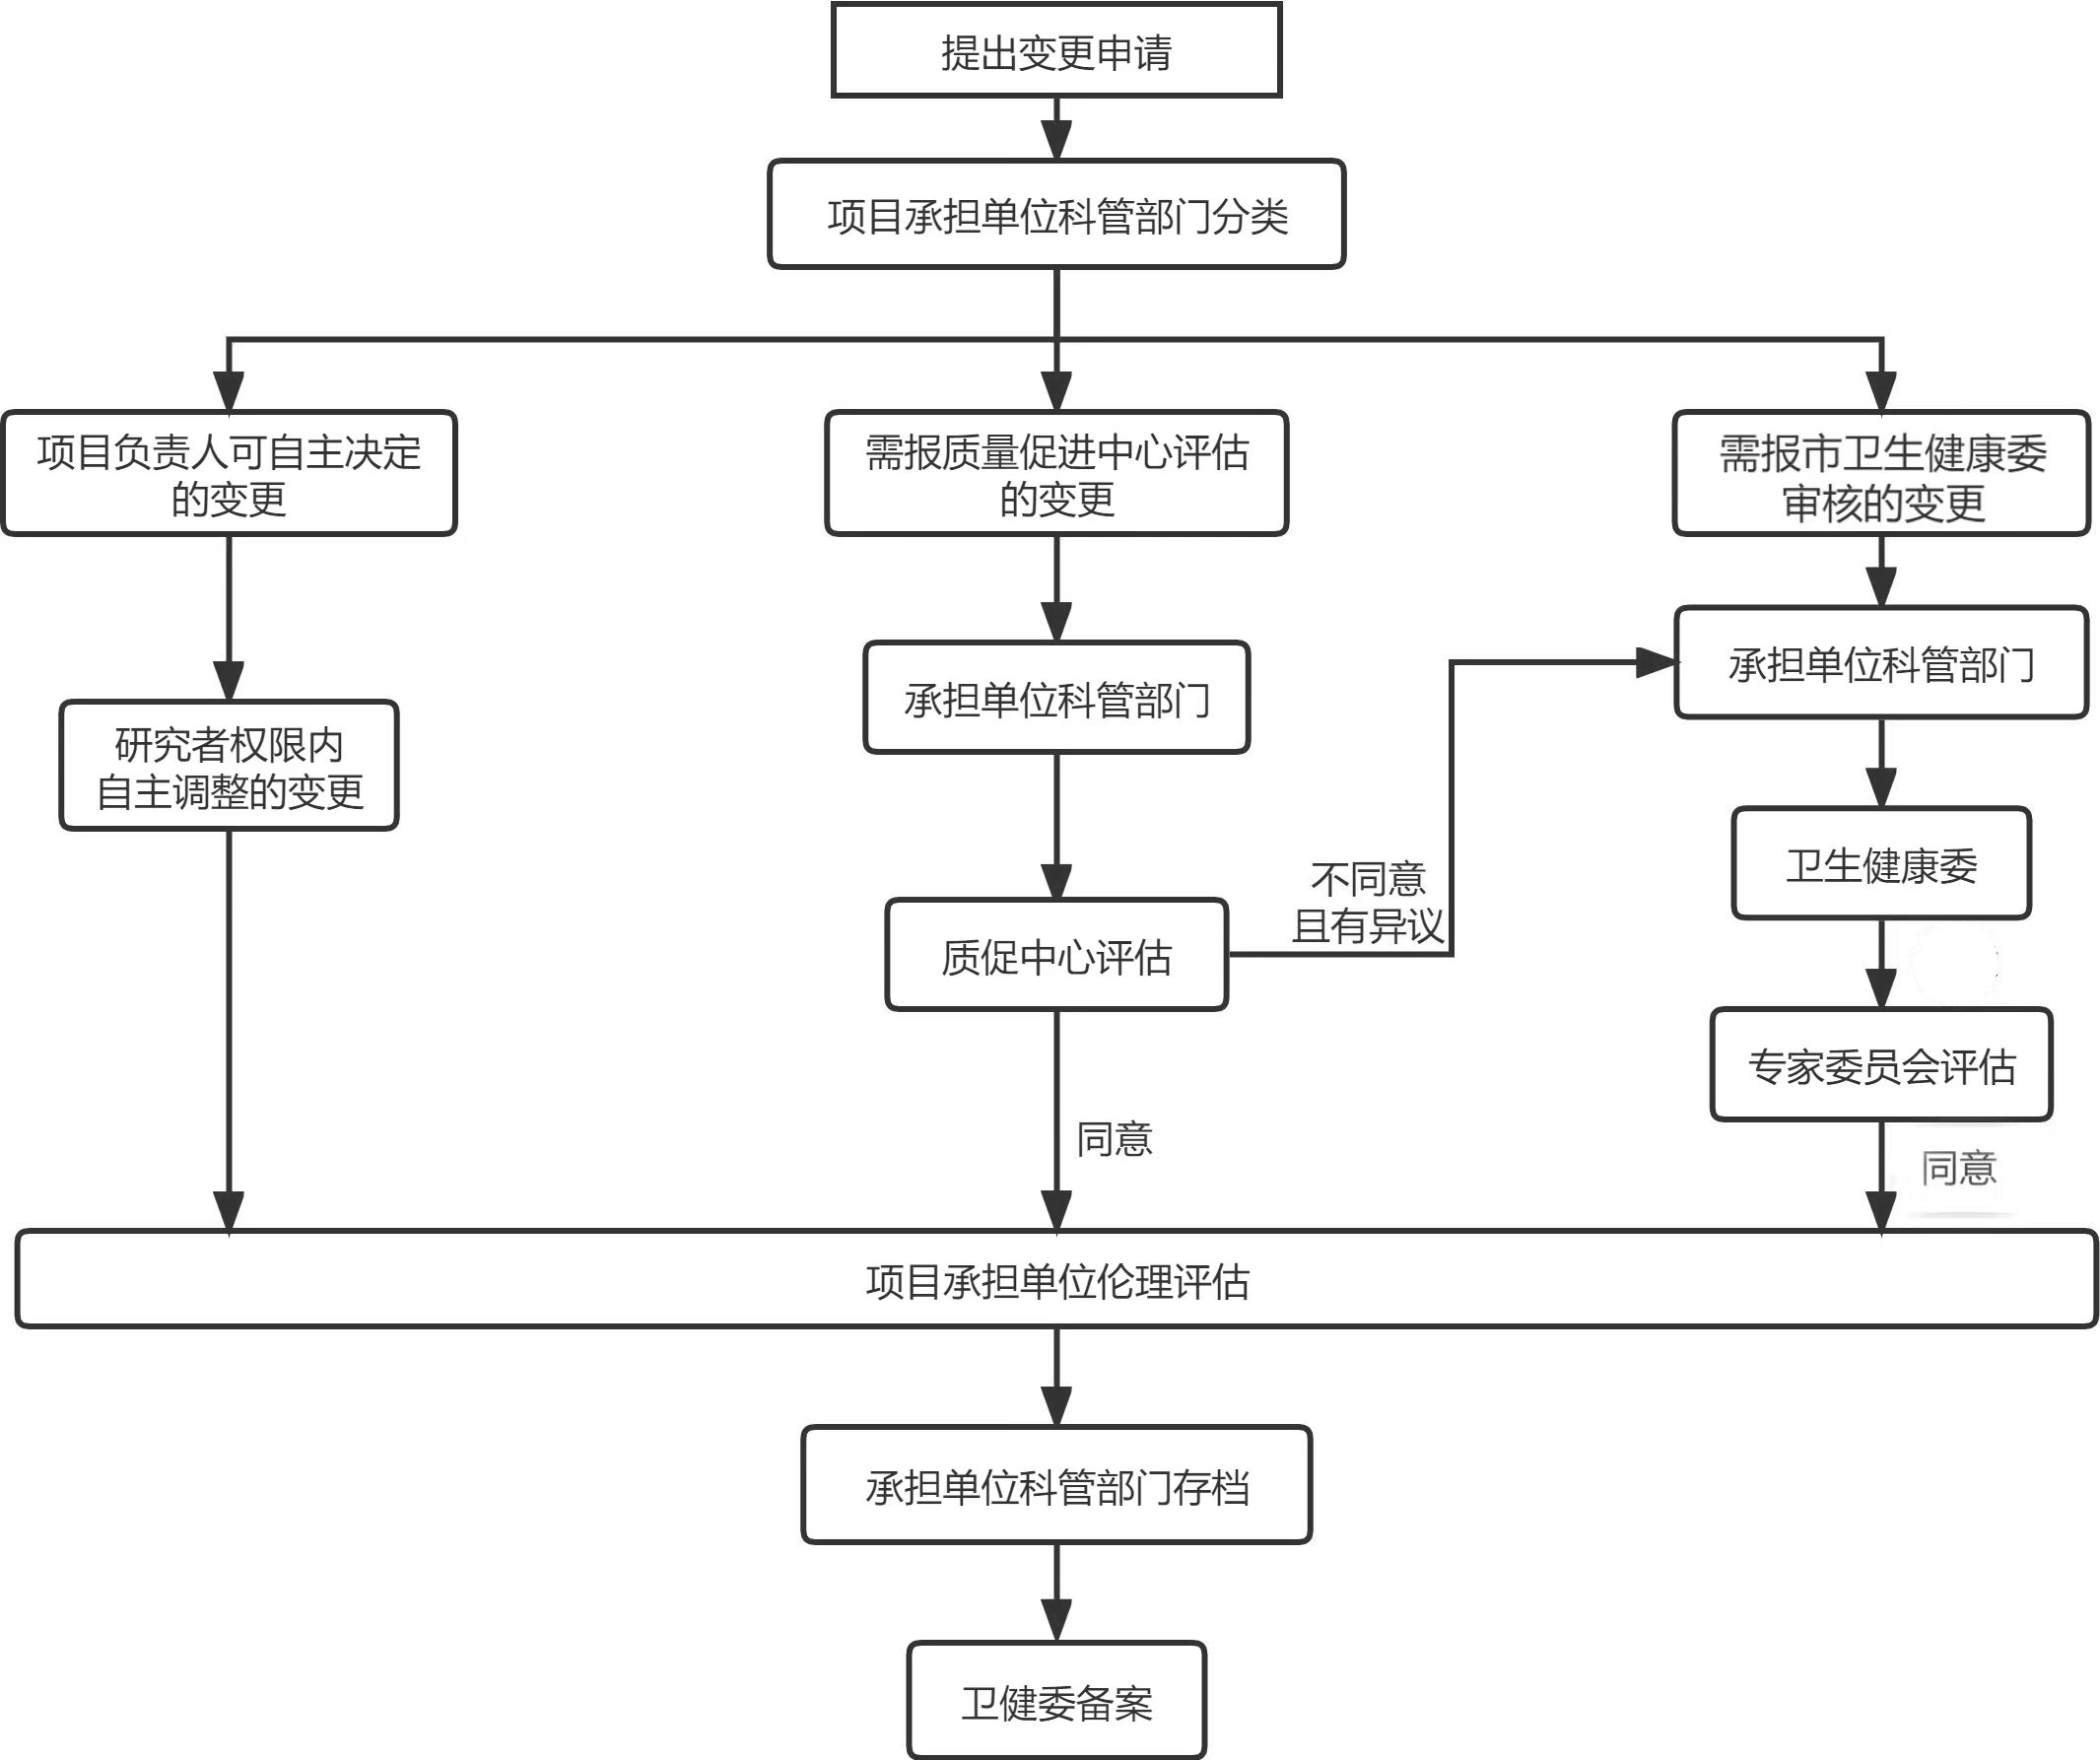 提出变更申请
项目承担单位科管部门分类
项目负责人可自主决定
的变更
需报质量促进中心评估
的变更
需报市卫生健康委
审核的变更
承担单位科管部门
承担单位科管部门
研究者权限内
自主调整的变更
卫生健康委
不同意
且有异议
质促中心评估
专家委员会评估
同意
同意
项目承担单位伦理评估
承担单位科管部门存档
卫健委备案